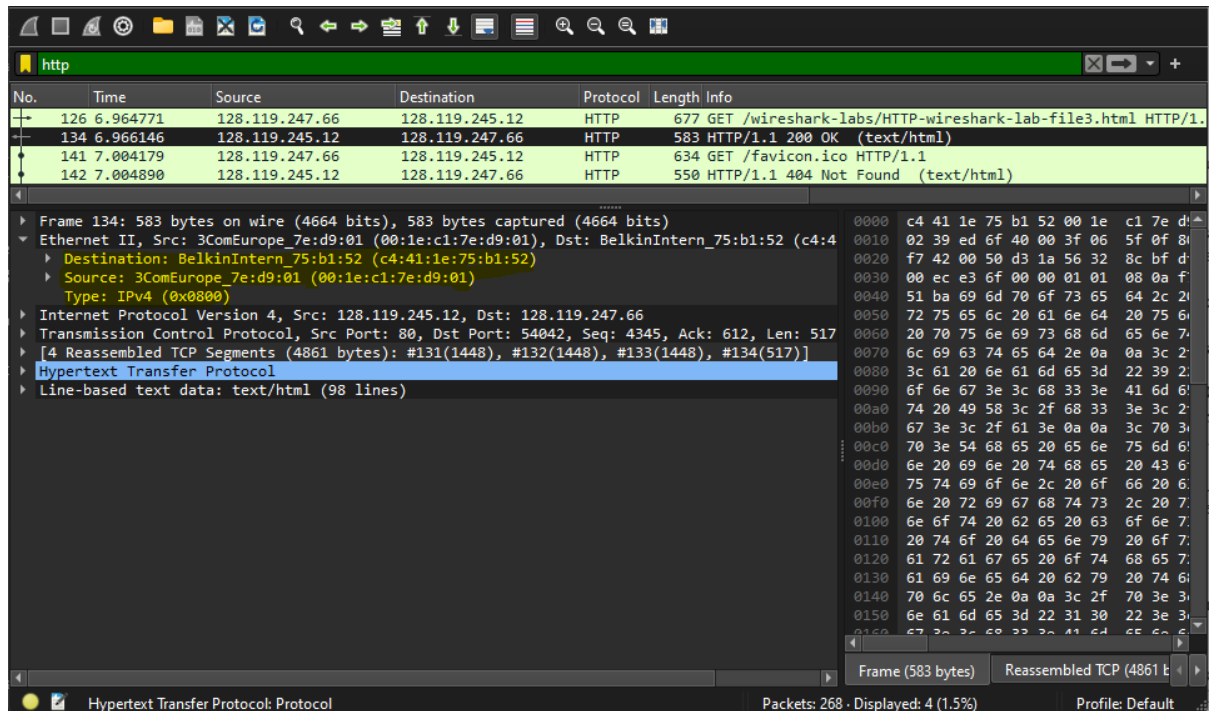 http
No. Time Source Destination Protocol Length Info
126 6.964771 128.119.247.66 128.119.245.12 HTTP 677 GET /wireshark-labs/HTTP-wireshark-lab-file3.html HTTP/1.
134 6.966146 128.119.245.12 128.119.247.66 HTTP 583 HTTP/1.1 200 OK (text/html)
141 7.004179 128.119.247.66 128.119.245.12 HTTP 634 GET /favicon.ico HTTP/1.1
142 7.004890 128.119.245.12 128.119.247.66 HTTP 550 HTTP/1.1 404 Not Found (text/html)
Frame 134: 583 bytes on wire (4664 bits), 583 bytes captured (4664 bits)
Ethernet II, Src: 3ComEurope_7e:d9:01 (00:1e:c1:7e:d9:01), Dst: BelkinIntern_75:b1:52 (c4:4
Destination: BelkinIntern_75:b1:52 (c4:41:1e:75:b1:52)
Source: 3ComEurope_7e:d9:01 (00:1e:c1:7e:d9:01)
Type: IPv4 (0x0800)
Internet Protocol Version 4, Src: 128.119.245.12, Dst: 128.119.247.66
Transmission Control Protocol, Src Port: 80, Dst Port: 54042, Seq: 4345, Ack: 612, Len: 517
[4 Reassembled TCP Segments (4861 bytes): #131(1448), #132(1448), #133(1448), #134(517)]
Hypertext Transfer Protocol
Line-based text data: text/html (98 lines)
0000 c4 41 1e 75 b1 52 00 1e c1 7e
0010 02 39 ed 6f 40 00 3f 06 5f 0f
0020 f7 42 00 50 d3 1a 56 32 8c bf
0030 00 ec e3 6f 00 00 01 01 08 0a
0040 51 ba 69 6d 70 6f 73 65 64 2c
0050 72 75 65 6c 20 61 6e 64 20 75
0060 20 70 75 6e 69 73 68 6d 65 6e
0070 6c 69 63 74 65 64 2e 0a 0a 3c
0080 3c 61 20 6e 61 6d 65 3d 22 39
0090 6f 6e 67 3e 3c 68 33 3e 41 6d
00a0 74 20 49 58 3c 2f 68 33 3e 3c
00b0 67 3e 3c 2f 61 3e 0a 0a 3c 70
00c0 70 3e 54 68 65 20 65 6e 75 6d
00d0 6e 20 69 6e 20 74 68 65 20 43
00e0 75 74 69 6f 6e 2c 20 6f 66 20
00f0 6e 20 72 69 67 68 74 73 2c 20
0100 6e 6f 74 20 62 65 20 63 6f 6e
0110 20 74 6f 20 64 65 6e 79 20 6f
0120 61 72 61 67 65 20 6f 74 68 65
0130 61 69 6e 65 64 20 62 79 20 74
0140 70 6c 65 2e 0a 0a 3c 2f 70 3e
0150 6e 61 6d 65 3d 22 31 30 22 3e
Frame (583 bytes) Reassembled TCP (4861 b
Hypertext Transfer Protocol: Protocol Packets: 268 · Displayed: 4 (1.5%) Profile: Default